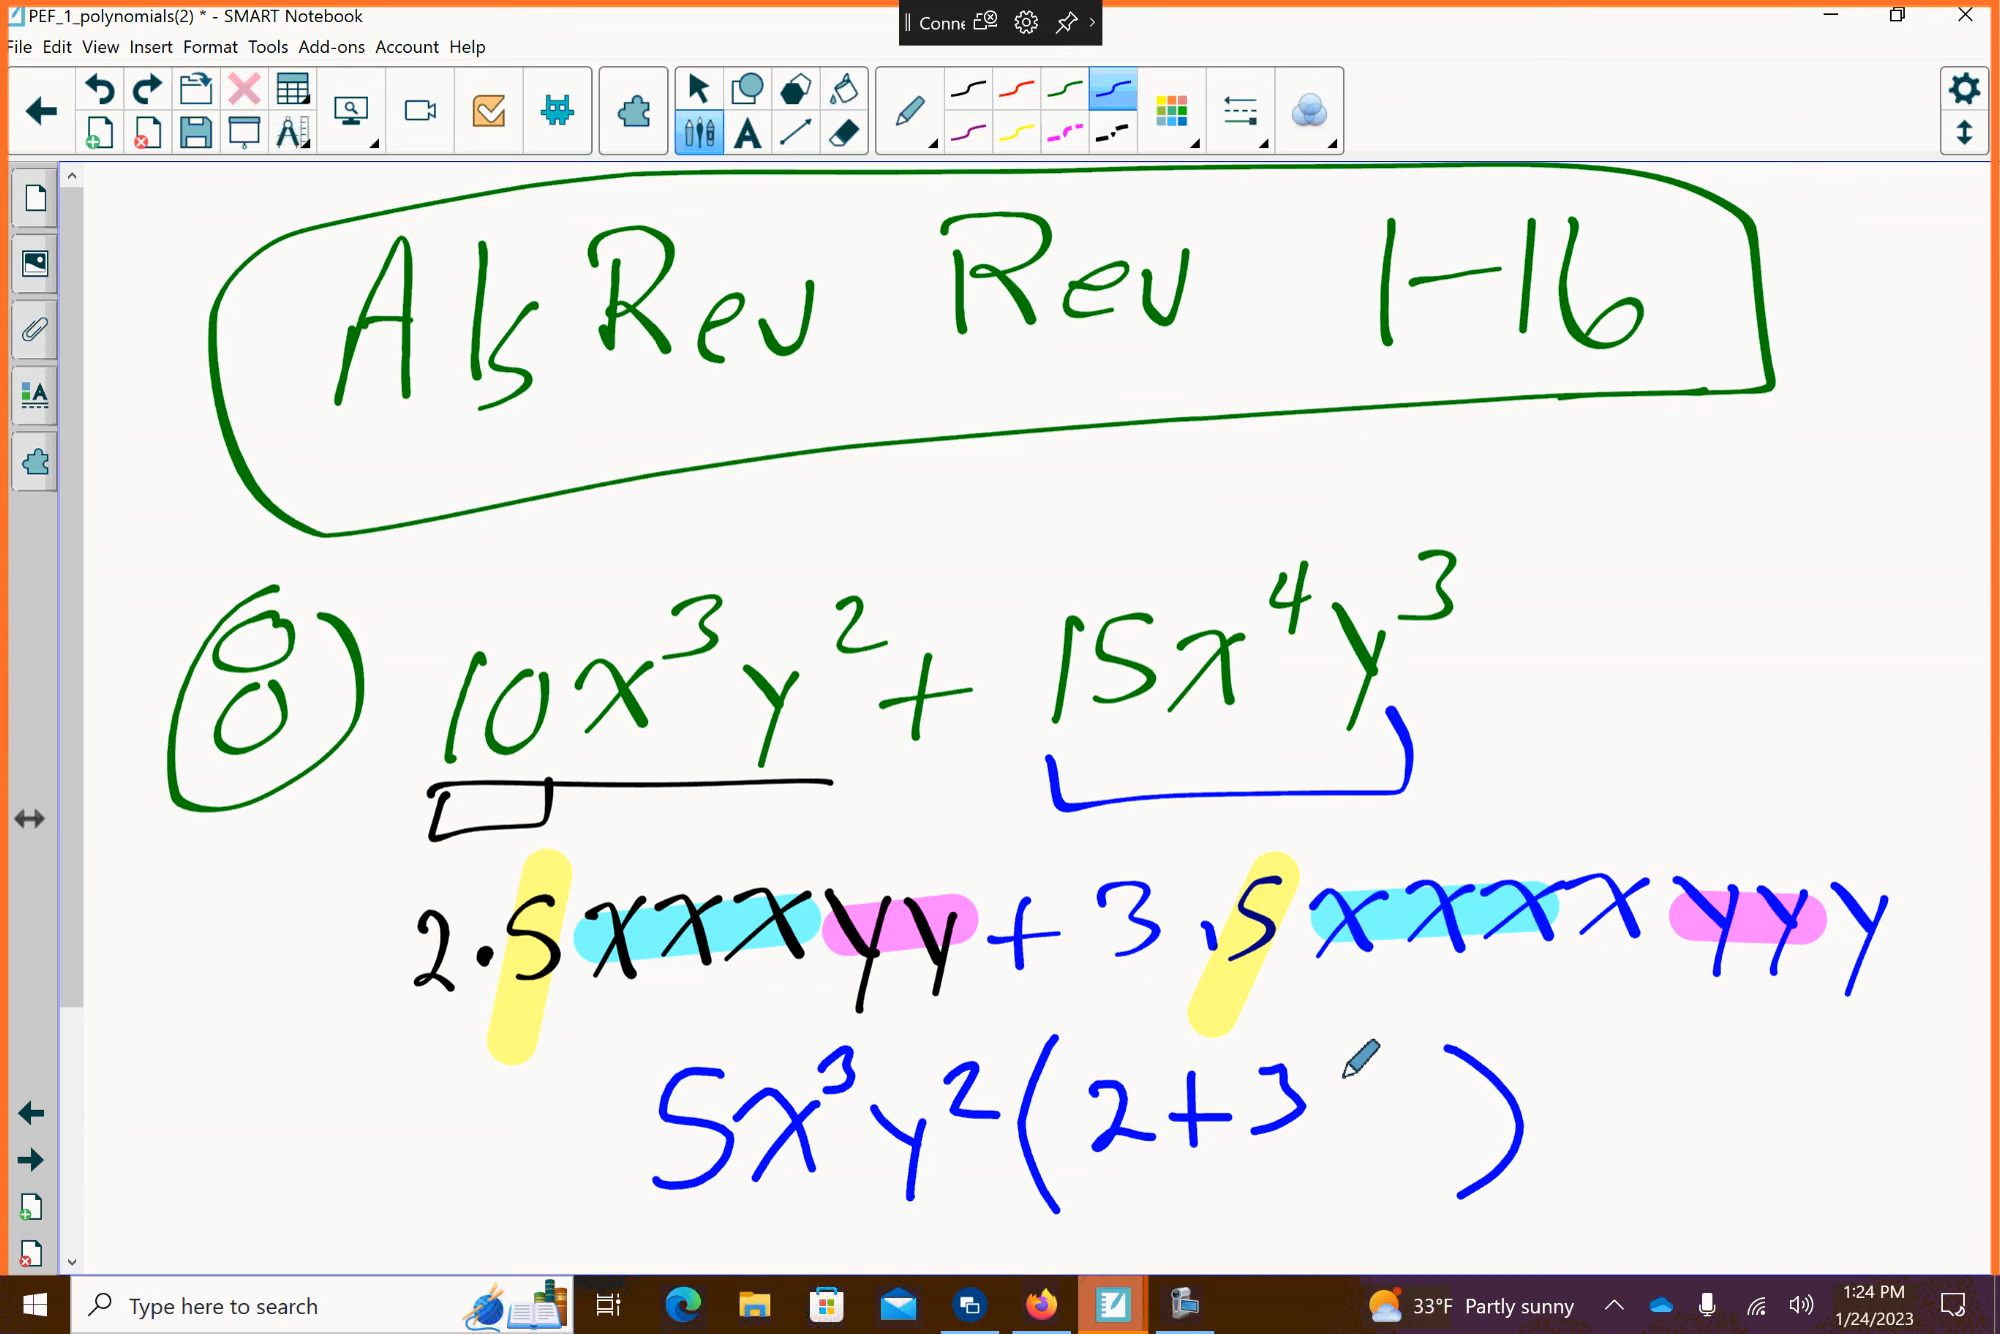 PEF_1_polynomials(2) * - SMART Notebook
Conne
File Edit View Insert Format Tools Add-ons Account Help
Alg Rev Rev 1-16
8) 10x³y² + 15x⁴y³
2·5xxxyy + 3·5xxxxyyy
5x³y²(2+3 )
Type here to search
33°F Partly sunny
1:24 PM
1/24/2023